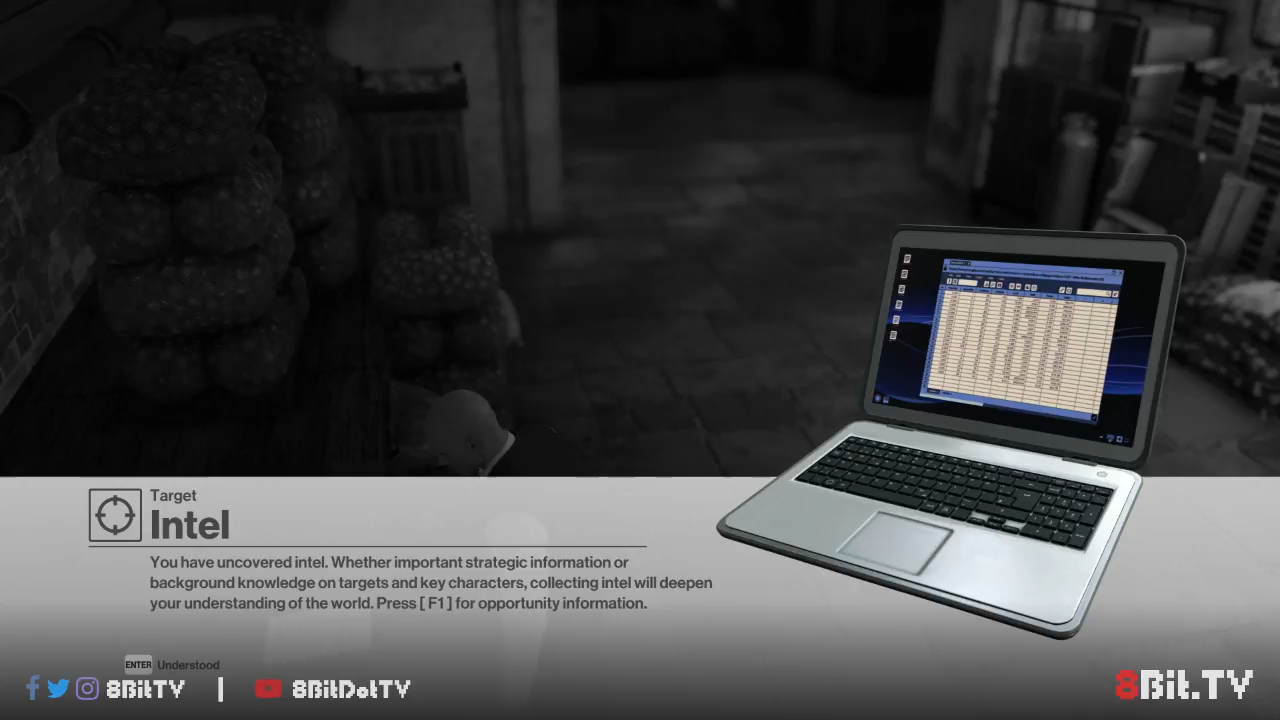 Target
Intel
You have uncovered intel. Whether important strategic information or
background knowledge on targets and key characters, collecting intel will deepen
your understanding of the world. Press [ F1 ] for opportunity information.
ENTER Understood
8BitTV | 8BitDotTV
8Bit.TV